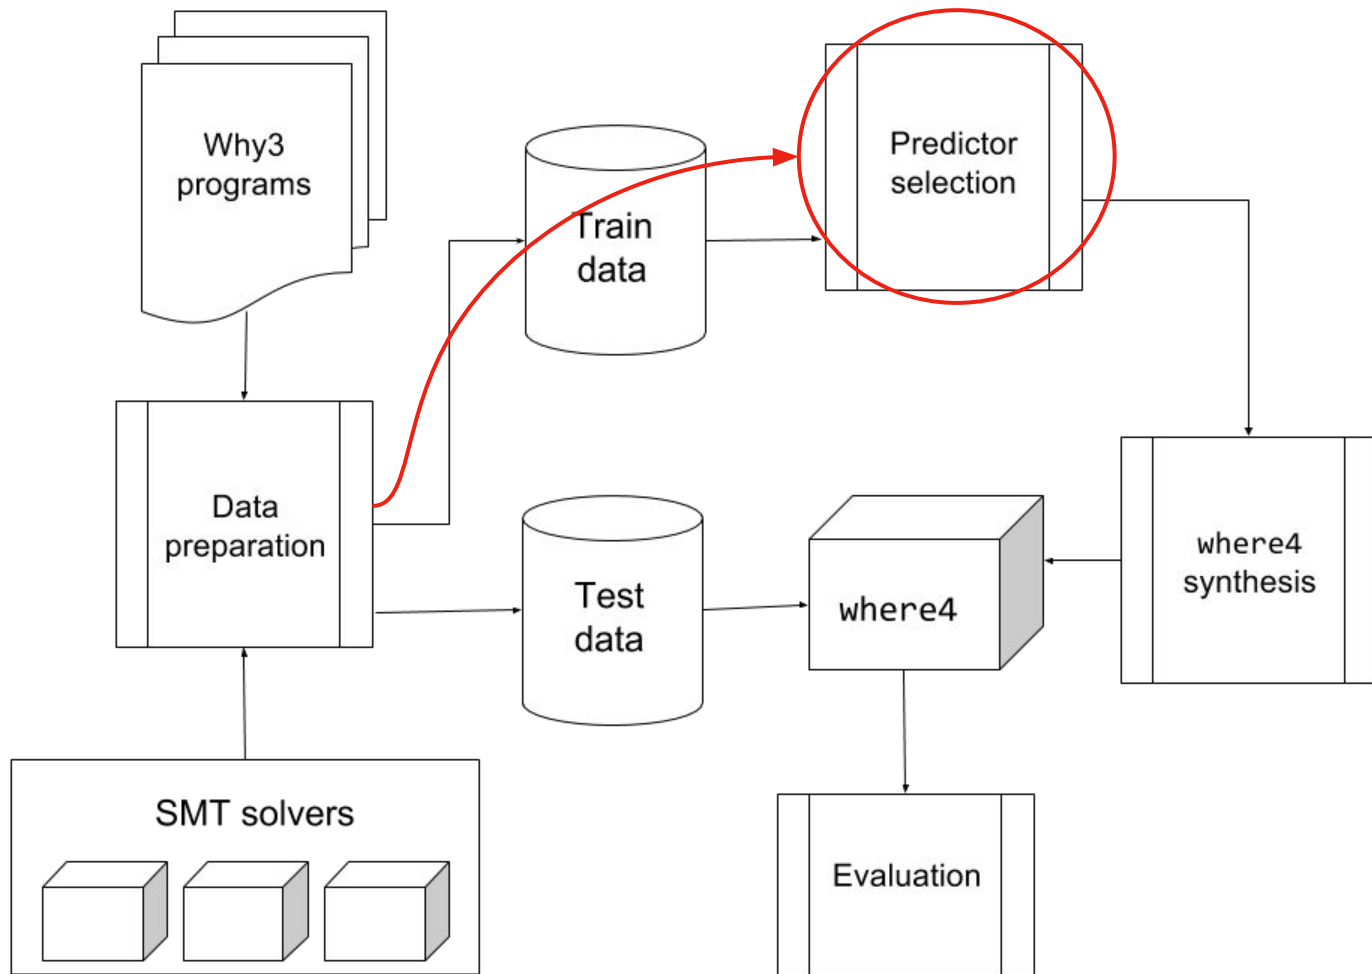 Why3
programs
Predictor
selection
Train
data
Data
preparation
Test
data
where4
where4
synthesis
SMT solvers
Evaluation